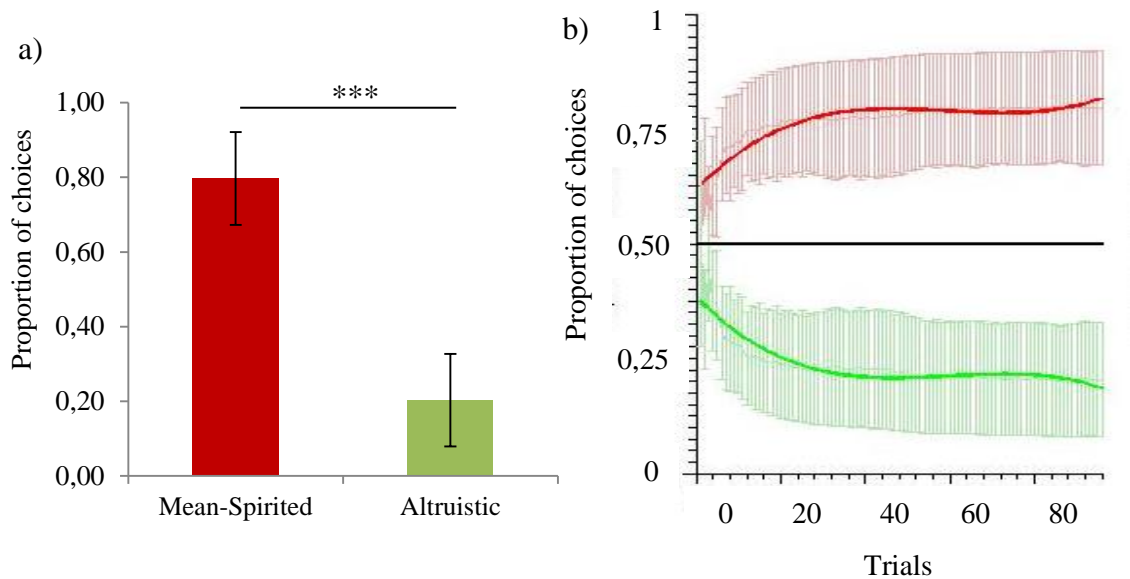 a)
Proportion of choices
1,00
0,80
0,60
0,40
0,20
0,00
***
Mean-Spirited Altruistic
b)
Proportion of choices
1
0,75
0,50
0,25
0
0 20 40 60 80
Trials